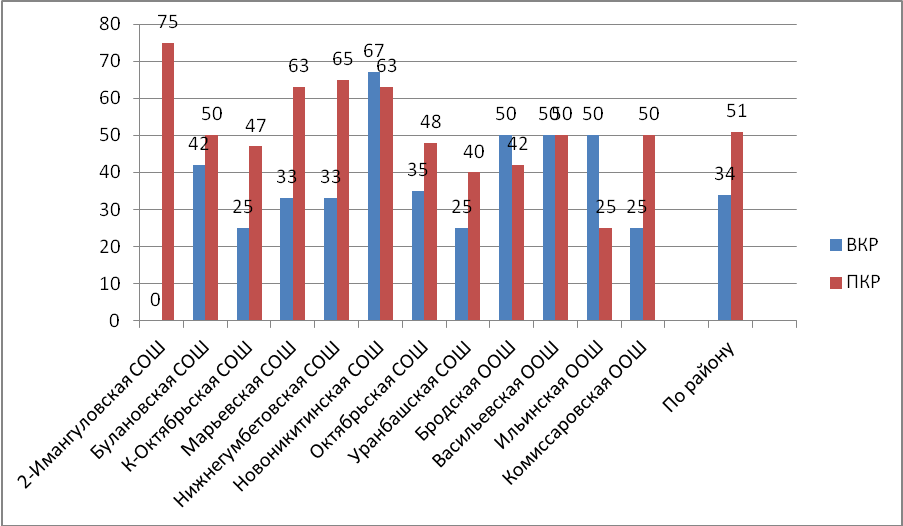 80
70
60
50
40
30
20
10
0
0
75
42
50
25
47
33
63
33
65
67
63
35
48
25
40
50
42
50
50
50
25
25
50
34
51
2-Имангуловская СОШ
Булановская СОШ
К-Октябрьская СОШ
Марьевская СОШ
Нижнегумбетовская СОШ
Новоникитинская СОШ
Октябрьская СОШ
Уранбашская СОШ
Бродская ООШ
Васильевская ООШ
Ильинская ООШ
Комиссаровская ООШ
По району
ВКР
ПКР